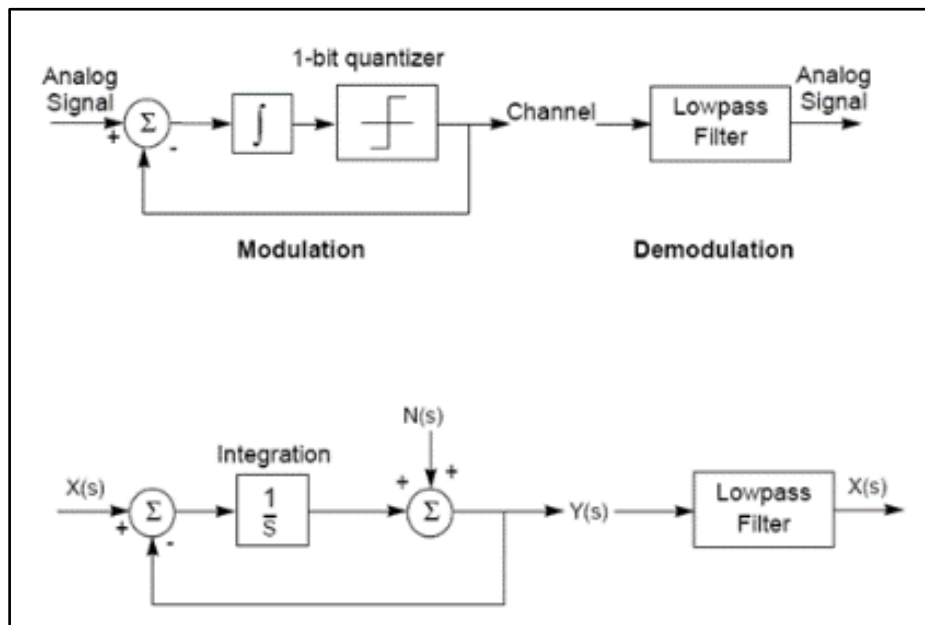 1-bit quantizer
Analog
Signal
+
Σ
-
∫
Channel
Lowpass
Filter
Analog
Signal
Modulation
Demodulation
N(s)
Integration
X(s)
+
Σ
-
1
s
+
+
Σ
Y(s)
Lowpass
Filter
X(s)